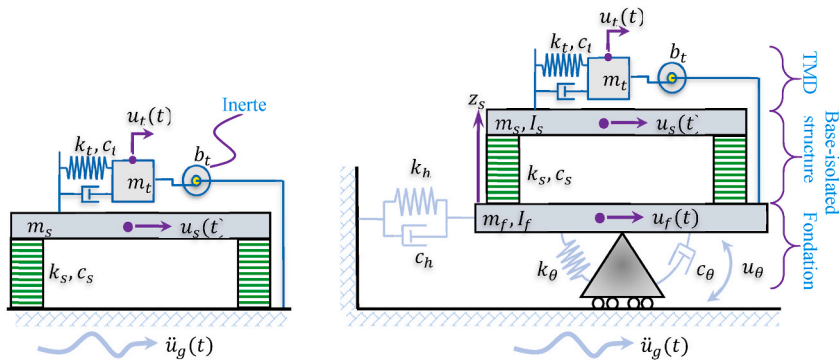 u_t(t)
Inerte
k_t, c_t
b_t
m_t
m_s
u_s(t)
k_s, c_s
ü_g(t)
u_t(t)
k_t, c_t
b_t
m_t
z_s
m_s, I_s
u_s(t)
k_s, c_s
k_h
c_h
m_f, I_f
u_f(t)
k_θ
c_θ
u_θ
ü_g(t)
TMD
Base-isolated
structure
Fondation